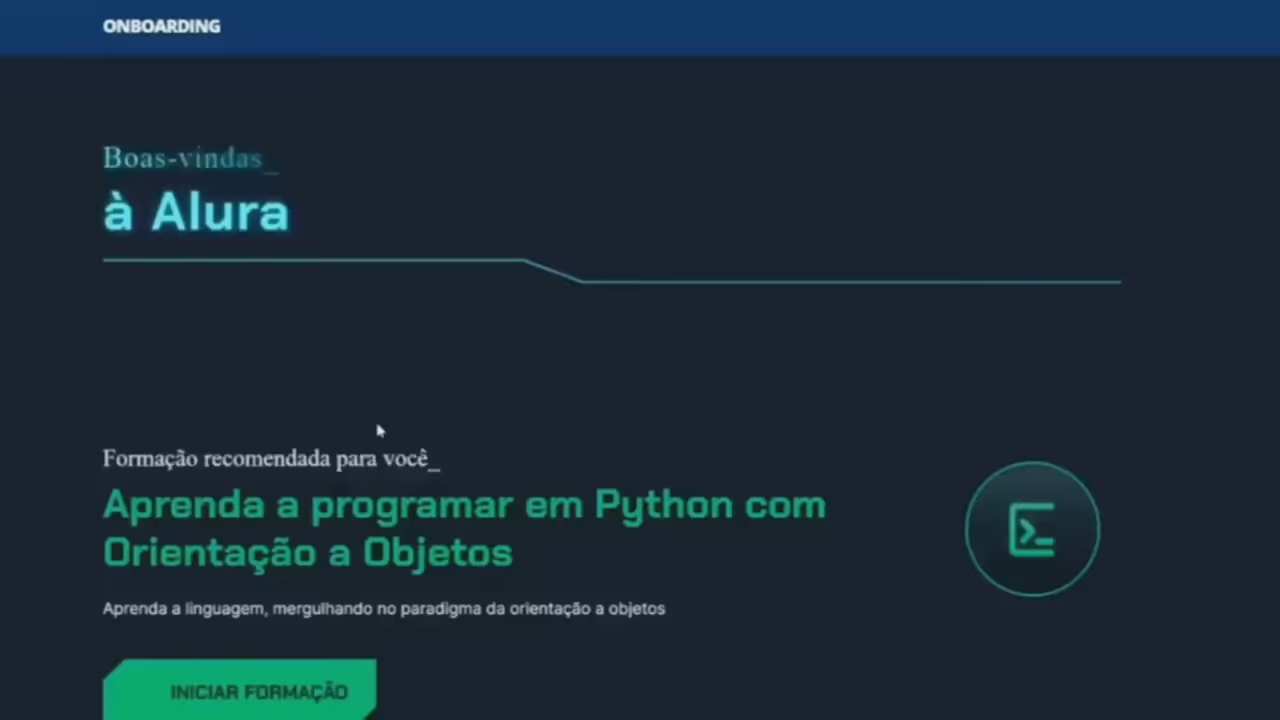 ONBOARDING
Boas-vindas_
à Alura
Formação recomendada para você_
Aprenda a programar em Python com
Orientação a Objetos
Aprenda a linguagem, mergulhando no paradigma da orientação a objetos
INICIAR FORMAÇÃO